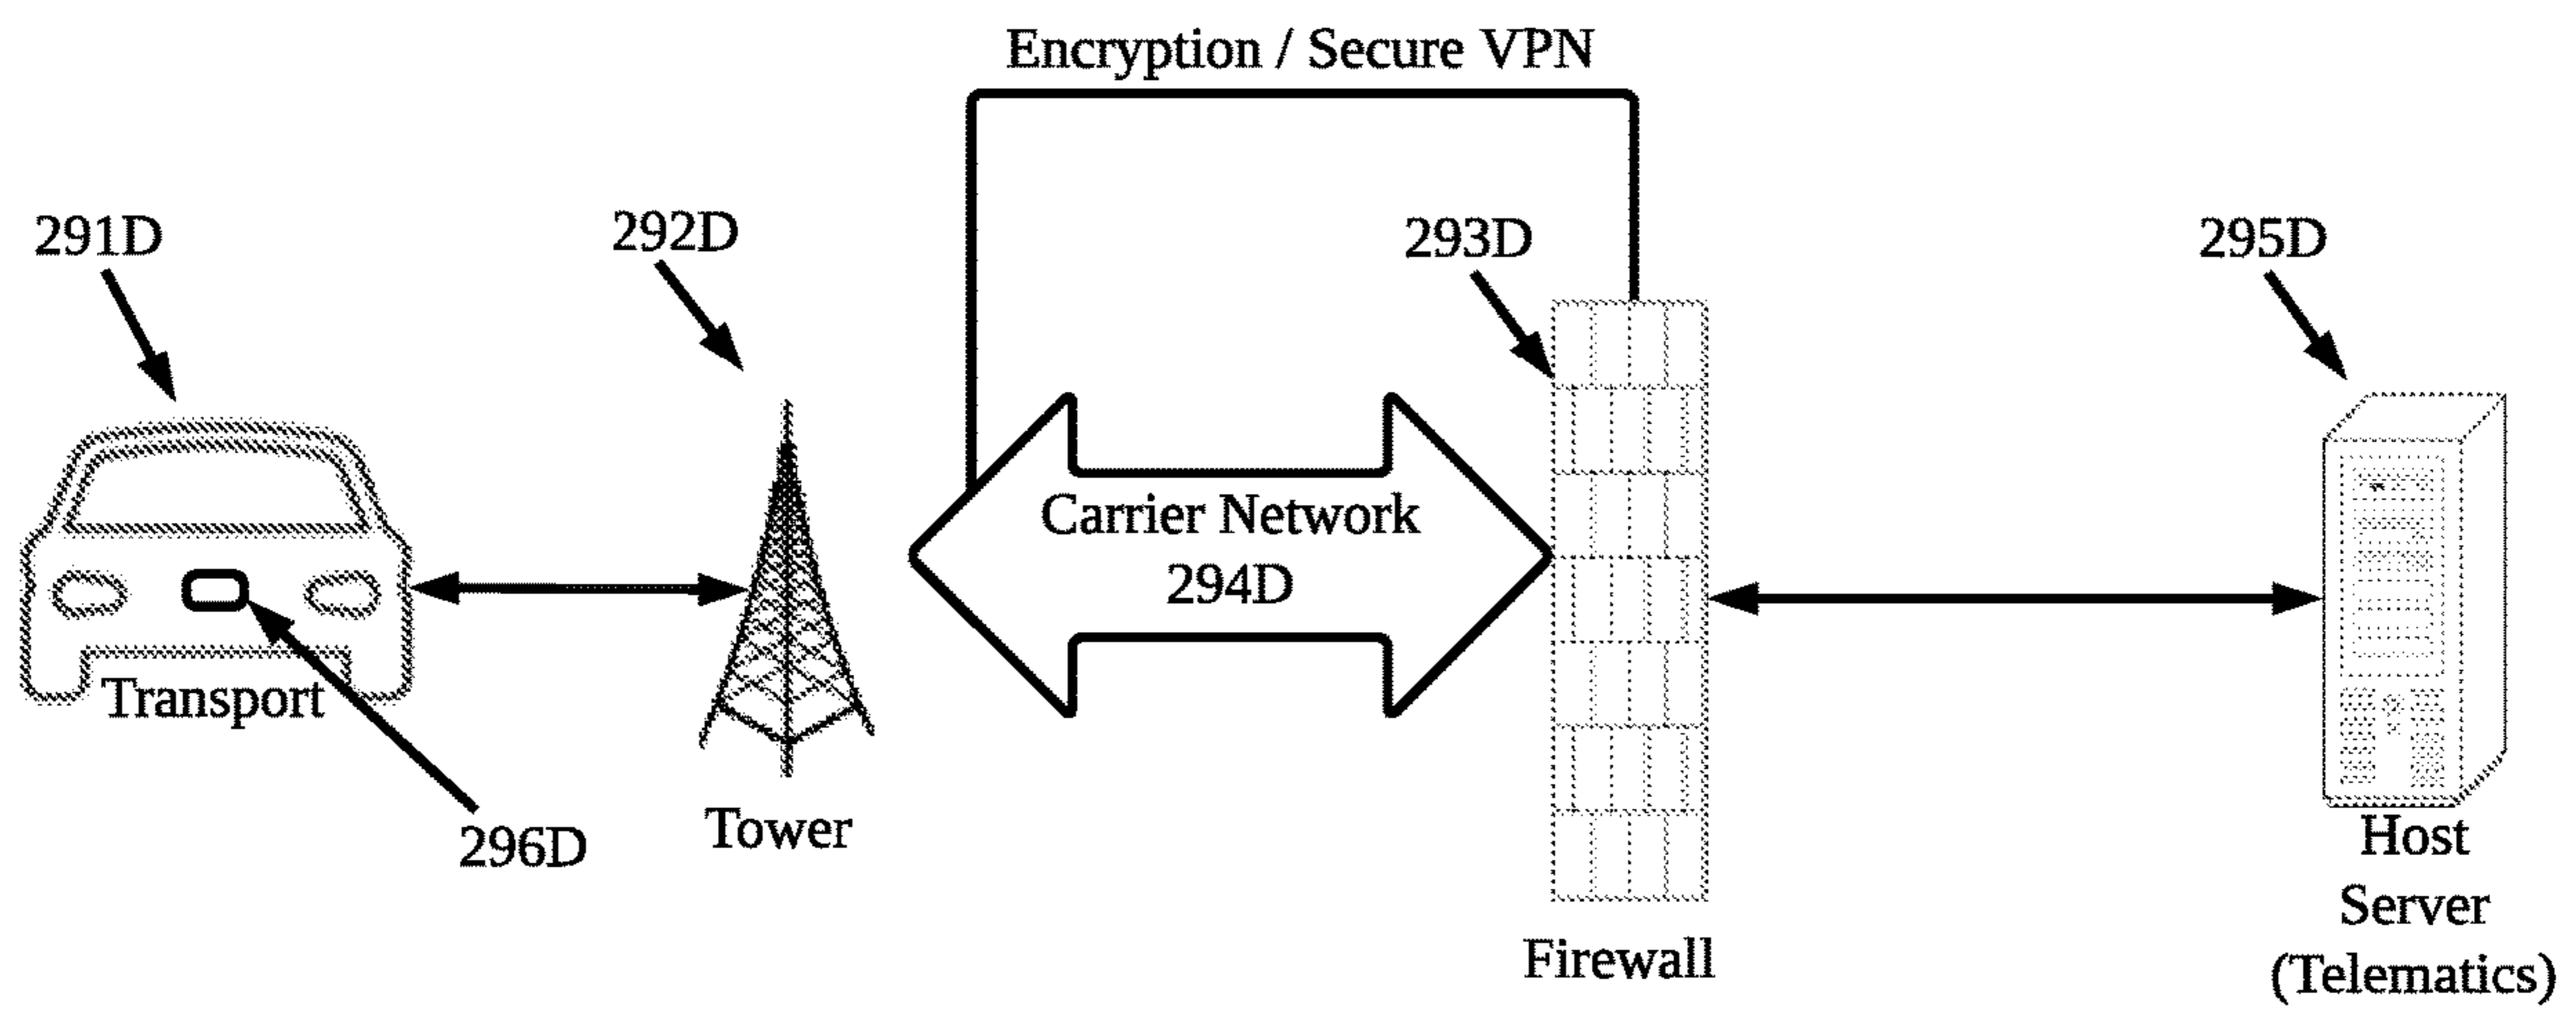 Encryption / Secure VPN
291D
292D
293D
295D
Carrier Network
294D
Transport
296D
Tower
Firewall
Host
Server
(Telematics)